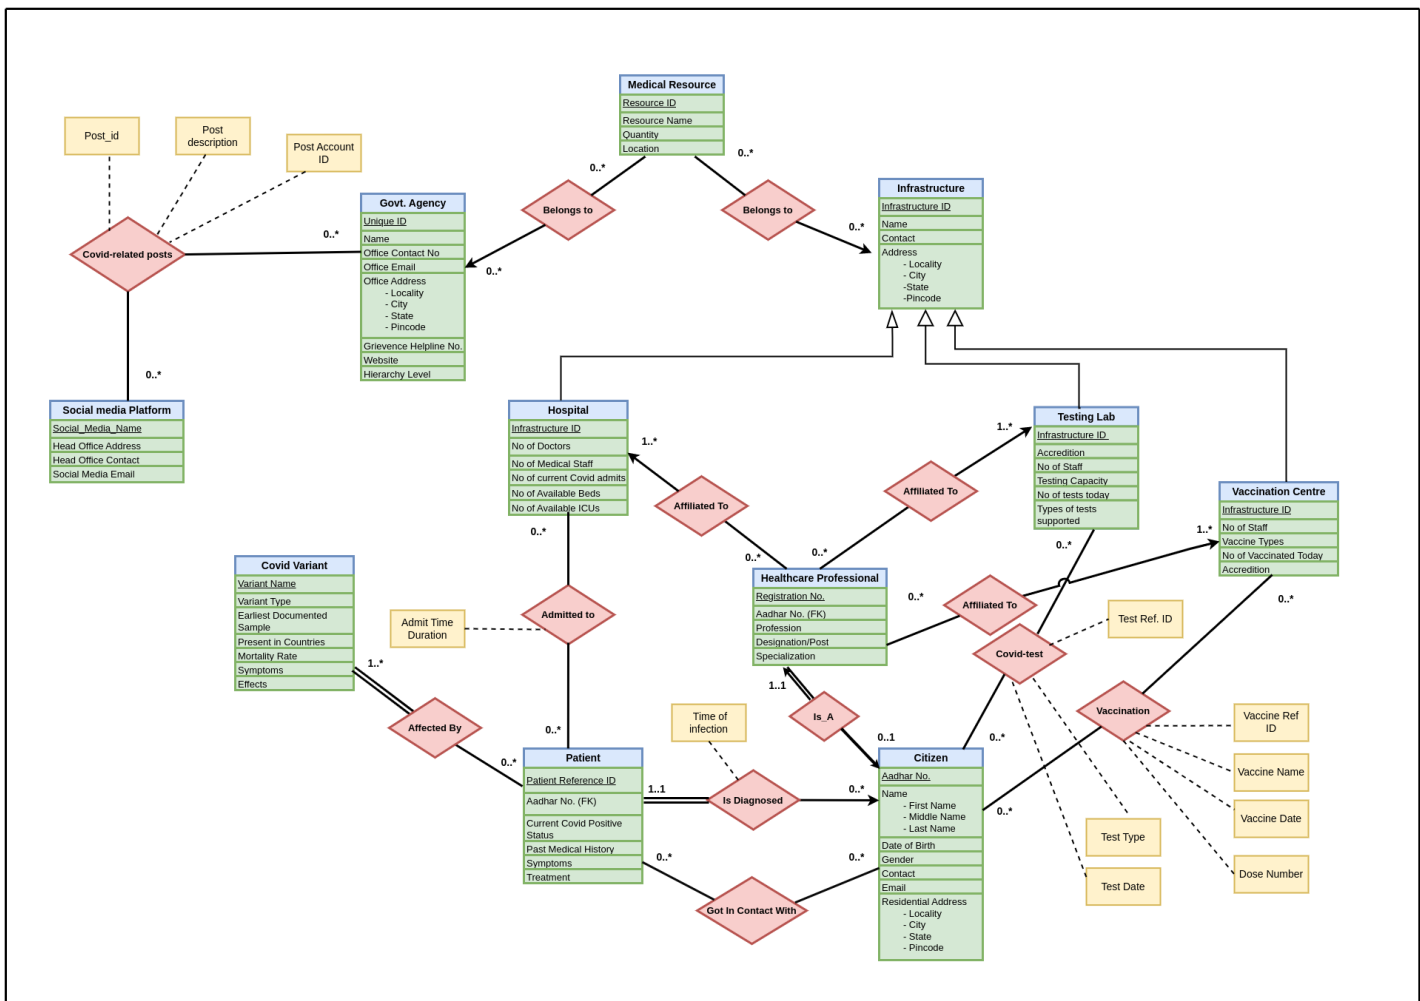 Medical Resource
Resource ID
Resource Name
Quantity
Location
Post_id
Post
description
Post Account
ID
0..*
0..*
Belongs to
Belongs to
0..*
0..*
Govt. Agency
Unique ID
Name
Office Contact No
Office Email
Office Address
- Locality
- City
- State
- Pincode
Grievence Helpline No.
Website
Hierarchy Level
Infrastructure
Infrastructure ID
Name
Contact
Address
- Locality
- City
-State
-Pincode
Covid-related posts
0..*
0..*
Social media Platform
Social_Media_Name
Head Office Address
Head Office Contact
Social Media Email
Hospital
Infrastructure ID
No of Doctors
No of Medical Staff
No of current Covid admits
No of Available Beds
No of Available ICUs
1..*
Affiliated To
0..*
1..*
Affiliated To
0..*
Testing Lab
Infrastructure ID
Accredition
No of Staff
Testing Capacity
No of tests today
Types of tests
supported
Vaccination Centre
Infrastructure ID
No of Staff
Vaccine Types
No of Vaccinated Today
Accredition
1..*
0..*
0..*
0..*
Covid Variant
Variant Name
Variant Type
Earliest Documented
Sample
Present in Countries
Mortality Rate
Symptoms
Effects
Admit Time
Duration
Admitted to
Healthcare Professional
Registration No.
Aadhar No. (FK)
Profession
Designation/Post
Specialization
0..*
Affiliated To
Test Ref. ID
Covid-test
1..*
Affected By
0..*
0..*
Time of
infection
1..1
Is_A
0..1
0..*
Vaccination
Vaccine Ref
ID
Vaccine Name
Vaccine Date
Dose Number
Patient
Patient Reference ID
Aadhar No. (FK)
Current Covid Positive
Status
Past Medical History
Symptoms
Treatment
1..1
Is Diagnosed
0..*
0..*
Got In Contact With
0..*
Citizen
Aadhar No.
Name
- First Name
- Middle Name
- Last Name
Date of Birth
Gender
Contact
Email
Residential Address
- Locality
- City
- State
- Pincode
0..*
Test Type
Test Date